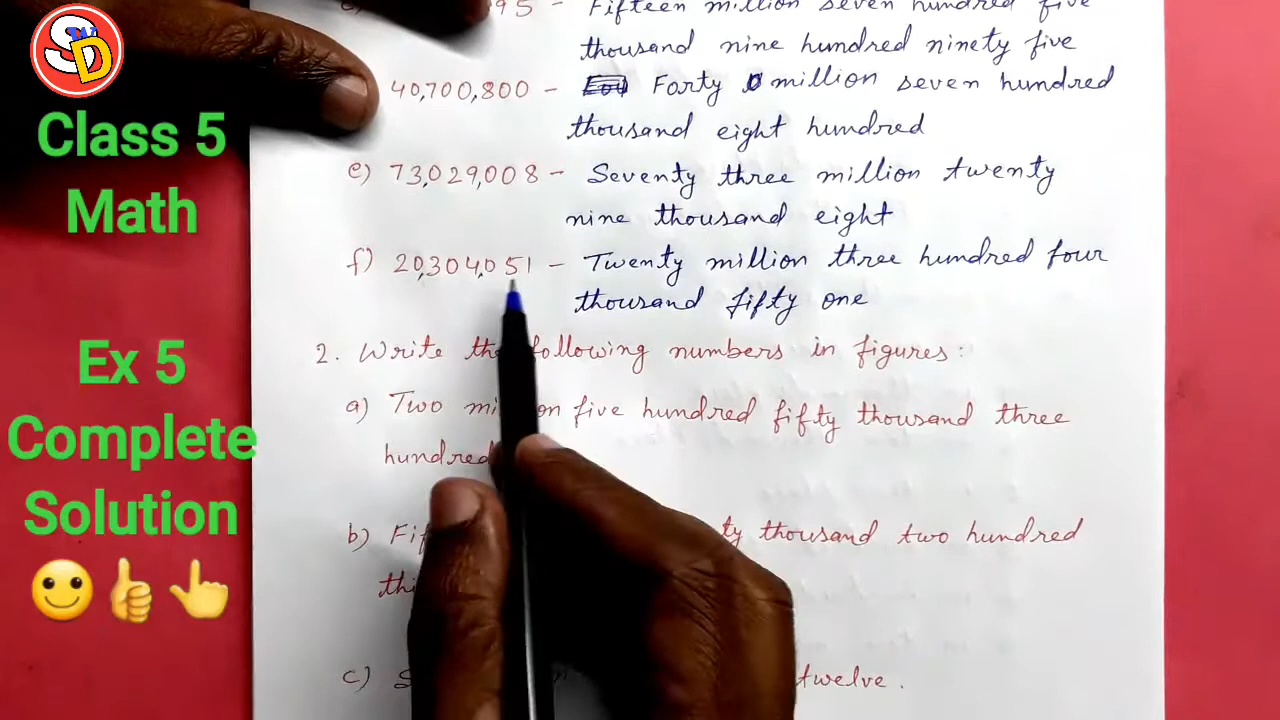 SWD
Class 5
Math
Ex 5
Complete
Solution
95 - Fifteen million seven hundred five
thousand nine hundred ninety five
40,700,800 - Forty million seven hundred
thousand eight hundred
e) 73,029,008 - Seventy three million twenty
nine thousand eight
f) 20,304,051 - Twenty million three hundred four
thousand fifty one
2. Write the following numbers in figures:
a) Two million five hundred fifty thousand three
hundred
b) thousand two hundred
c) twelve.